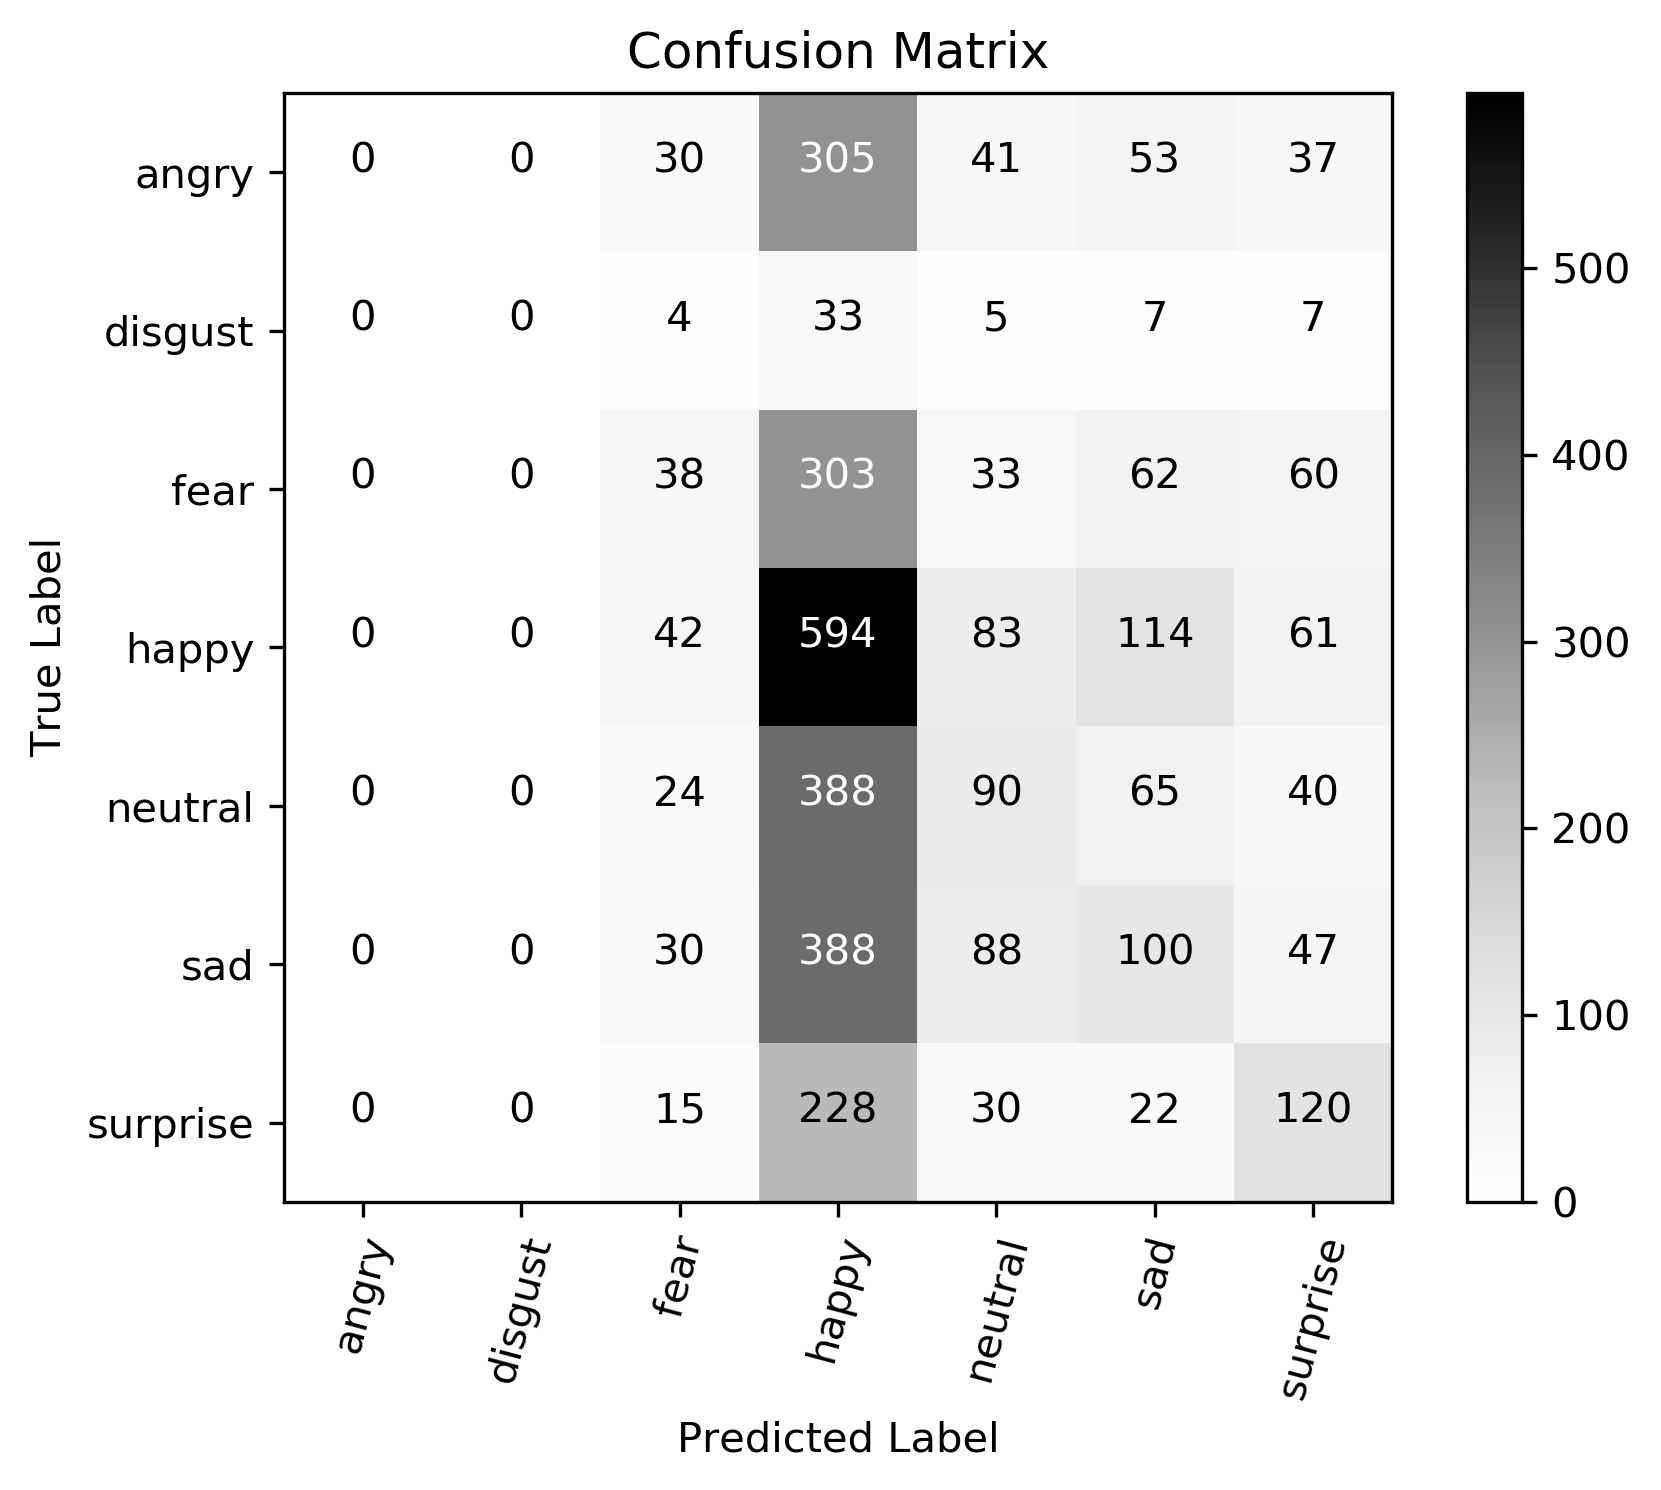 Confusion Matrix
angry 0 0 30 305 41 53 37
disgust 0 0 4 33 5 7 7
fear 0 0 38 303 33 62 60
happy 0 0 42 594 83 114 61
neutral 0 0 24 388 90 65 40
sad 0 0 30 388 88 100 47
surprise 0 0 15 228 30 22 120
angry disgust fear happy neutral sad surprise
Predicted Label
True Label
500
400
300
200
100
0